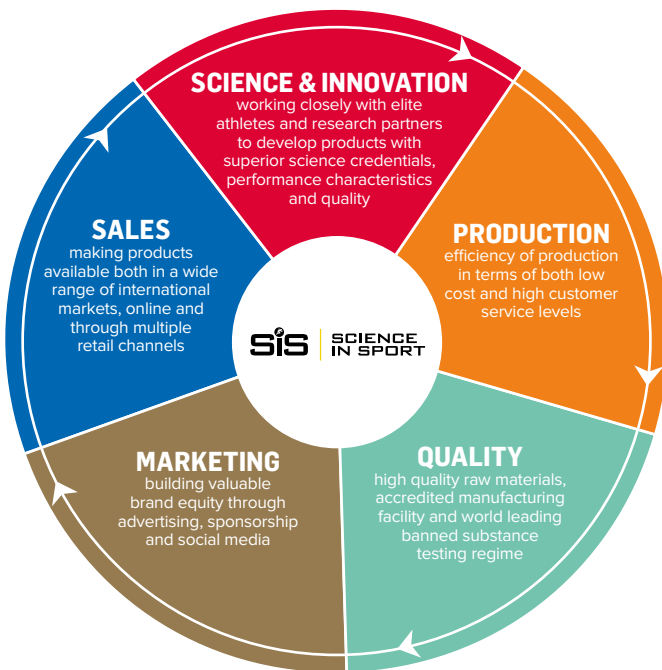 SCIENCE & INNOVATION
working closely with elite
athletes and research partners
to develop products with
superior science credentials,
performance characteristics
and quality
PRODUCTION
efficiency of production
in terms of both low
cost and high customer
service levels
QUALITY
high quality raw materials,
accredited manufacturing
facility and world leading
banned substance
testing regime
MARKETING
building valuable
brand equity through
advertising, sponsorship
and social media
SALES
making products
available both in a wide
range of international
markets, online and
through multiple
retail channels
SiS | SCIENCE
IN SPORT